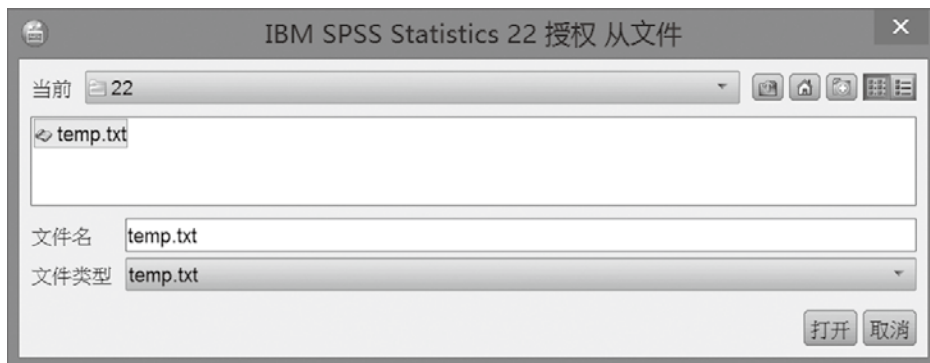 IBM SPSS Statistics 22 授权 从文件
当前 22
temp.txt
文件名 temp.txt
文件类型 temp.txt
打开 取消